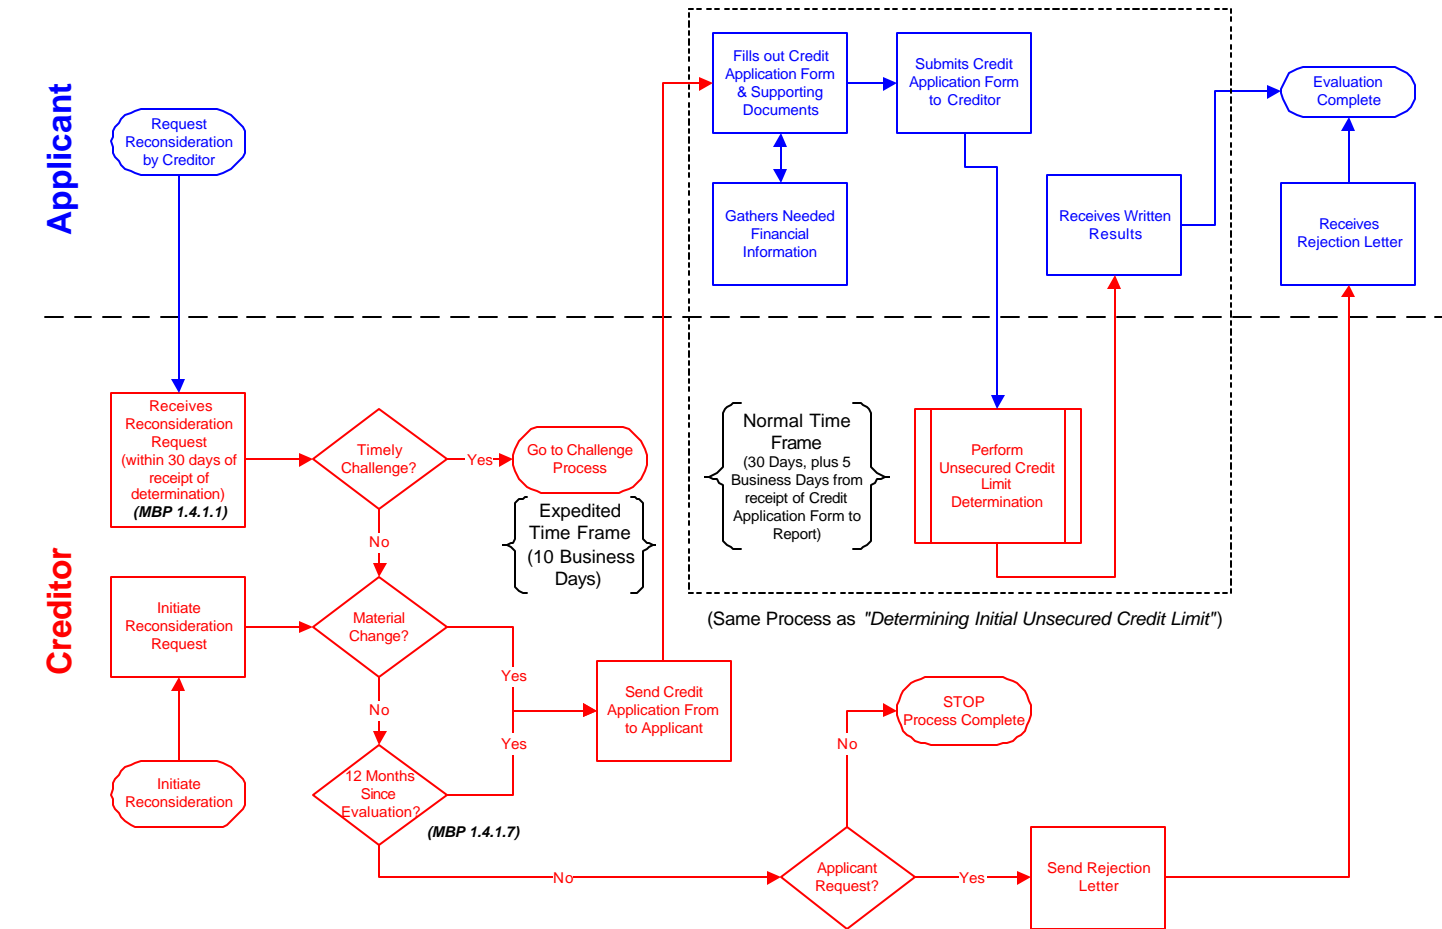 Applicant
Request
Reconsideration
by Creditor
Fills out Credit
Application Form
& Supporting
Documents
Submits Credit
Application Form
to Creditor
Evaluation
Complete
Gathers Needed
Financial
Information
Receives Written
Results
Receives
Rejection Letter
Creditor
Receives
Reconsideration
Request
(within 30 days of
receipt of
determination)
(MBP 1.4.1.1)
Timely
Challenge?
Yes
Go to Challenge
Process
Expedited
Time Frame
(10 Business
Days)
Normal Time
Frame
(30 Days, plus 5
Business Days from
receipt of Credit
Application Form to
Report)
Perform
Unsecured Credit
Limit
Determination
No
Initiate
Reconsideration
Request
Material
Change?
(Same Process as "Determining Initial Unsecured Credit Limit")
Yes
Send Credit
Application From
to Applicant
No
Yes
STOP
Process Complete
Initiate
Reconsideration
12 Months
Since
Evaluation?
(MBP 1.4.1.7)
No
No
Applicant
Request?
Yes
Send Rejection
Letter